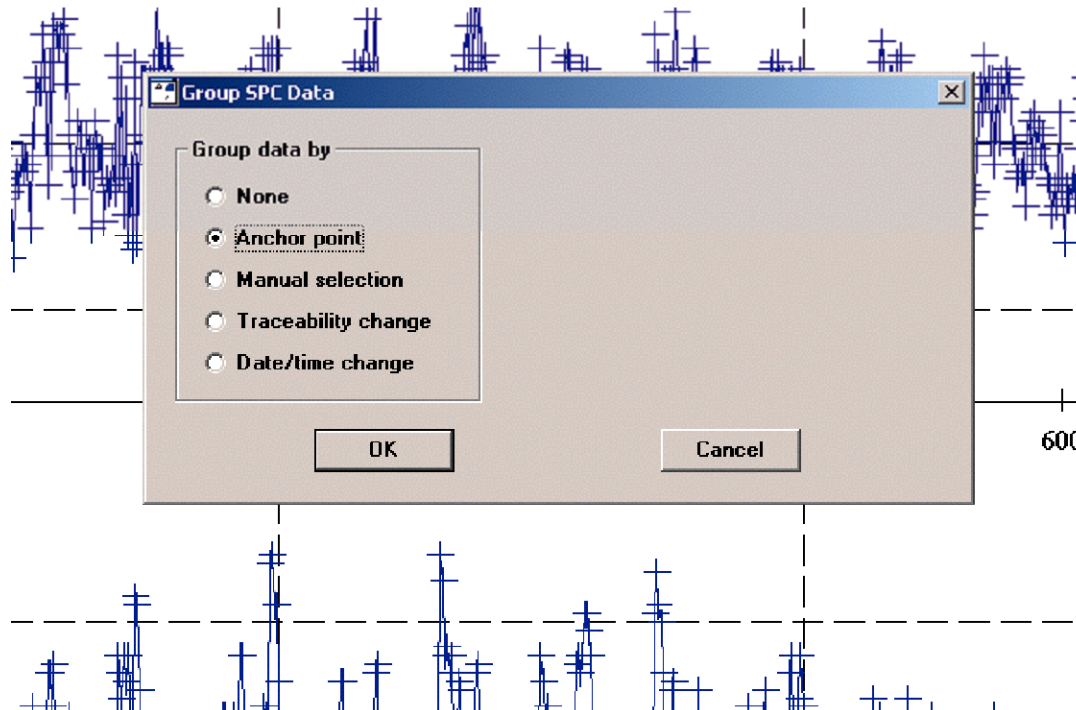 Group SPC Data
Group data by
None
Anchor point
Manual selection
Traceability change
Date/time change
OK
Cancel
600